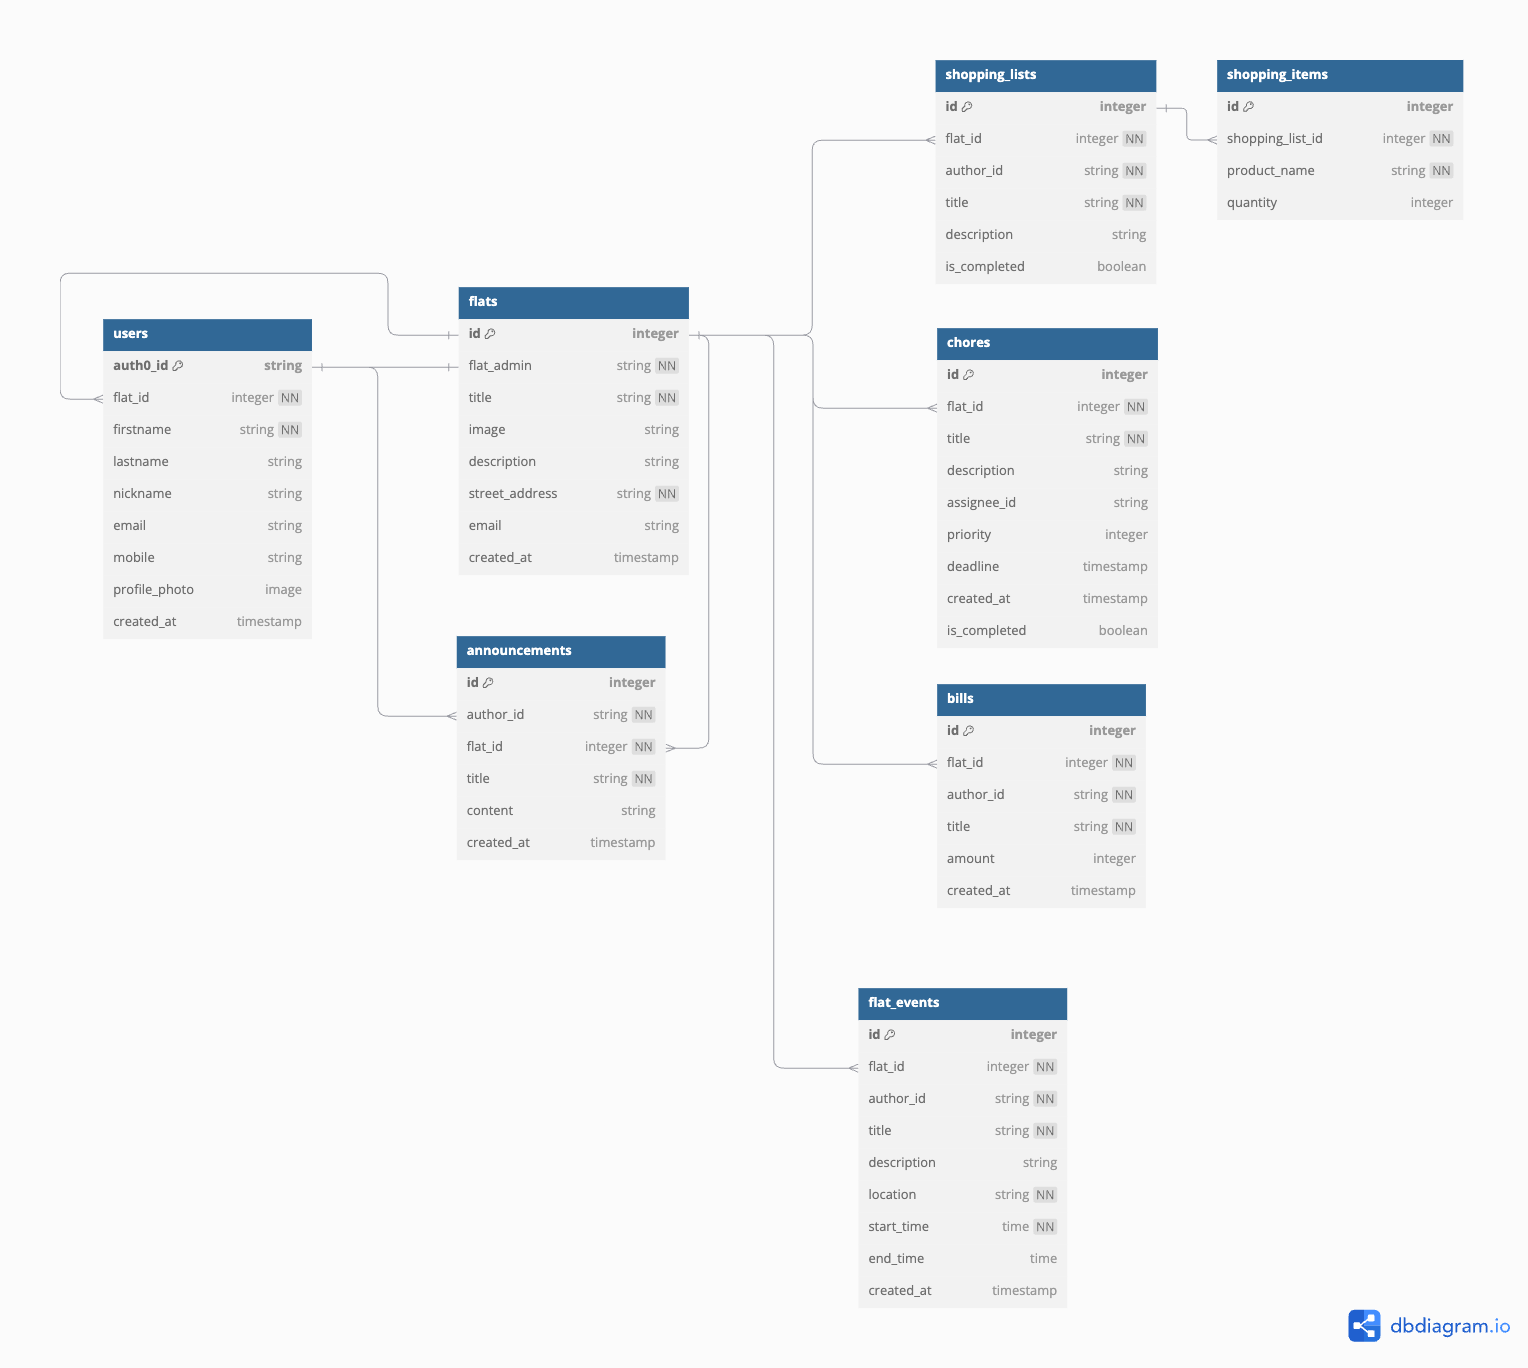 shopping_lists
id integer
flat_id integer NN
author_id string NN
title string NN
description string
is_completed boolean
shopping_items
id integer
shopping_list_id integer NN
product_name string NN
quantity integer
users
auth0_id string
flat_id integer NN
firstname string NN
lastname string
nickname string
email string
mobile string
profile_photo image
created_at timestamp
flats
id integer
flat_admin string NN
title string NN
image string
description string
street_address string NN
email string
created_at timestamp
chores
id integer
flat_id integer NN
title string NN
description string
assignee_id string
priority integer
deadline timestamp
created_at timestamp
is_completed boolean
announcements
id integer
author_id string NN
flat_id integer NN
title string NN
content string
created_at timestamp
bills
id integer
flat_id integer NN
author_id string NN
title string NN
amount integer
created_at timestamp
flat_events
id integer
flat_id integer NN
author_id string NN
title string NN
description string
location string NN
start_time time NN
end_time time
created_at timestamp
dbdiagram.io